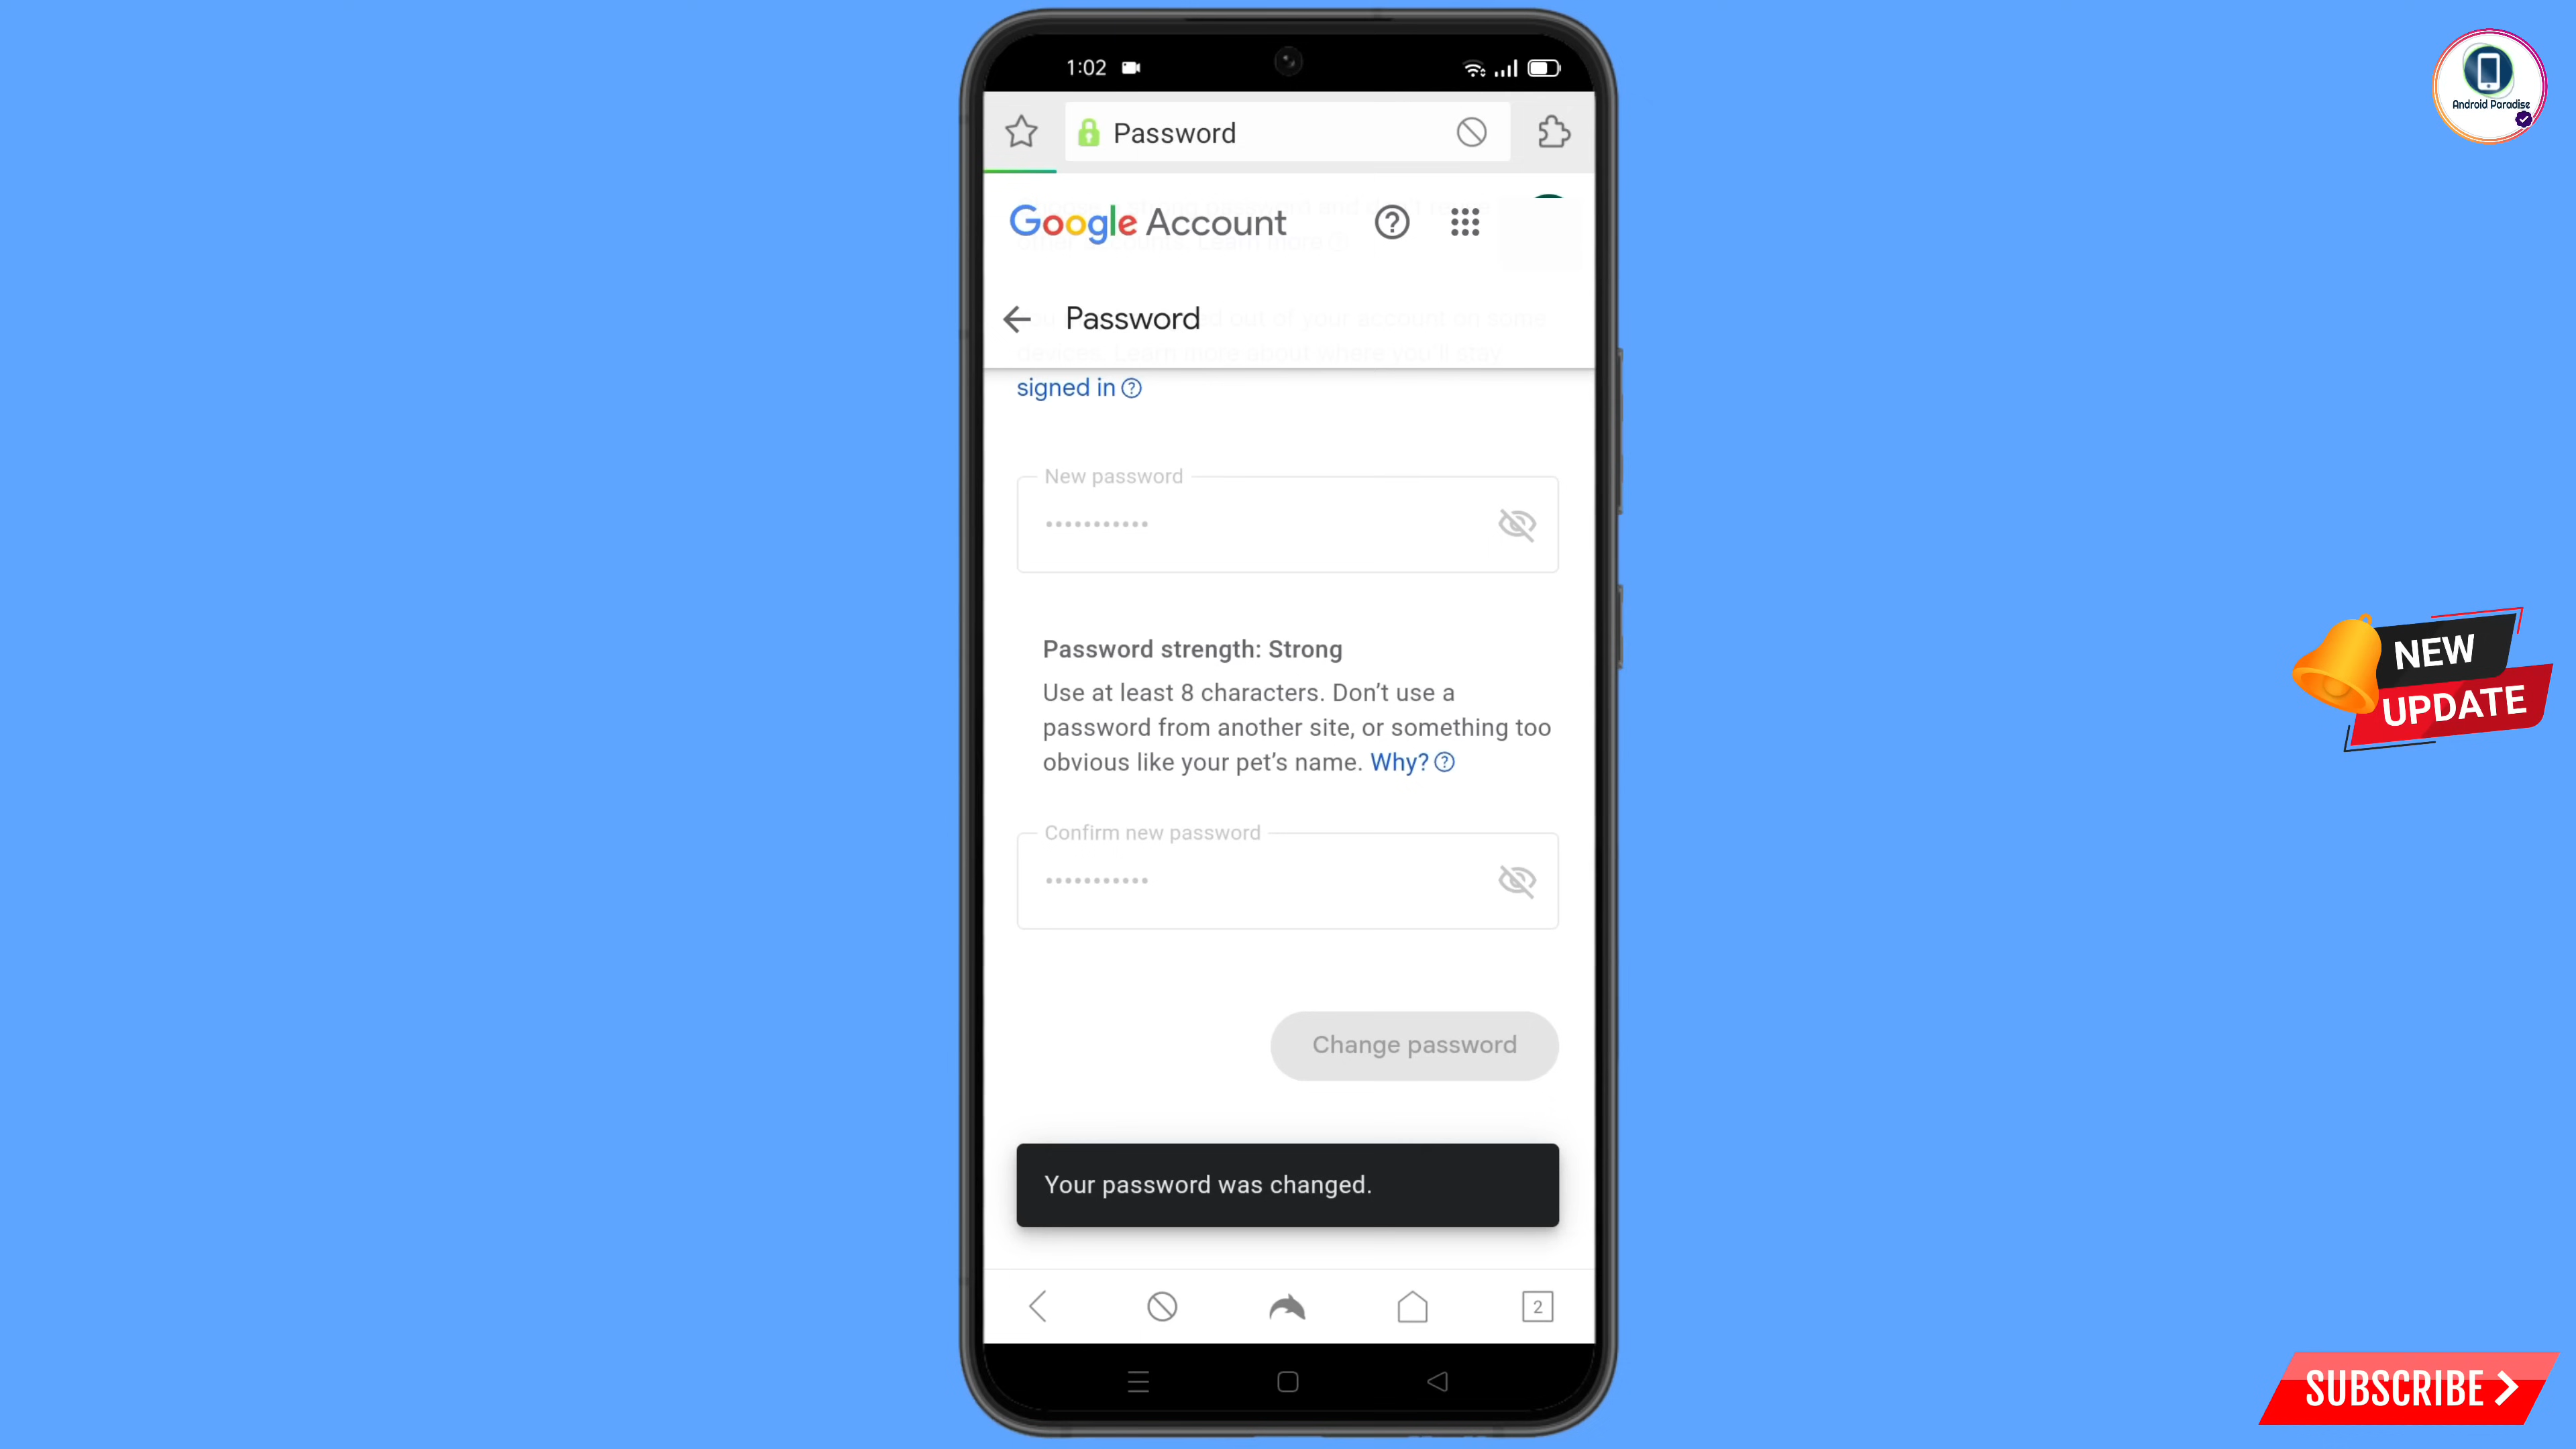 1:02
Android Paradise
Password
Google Account
Password
signed in
New password
•••••••••••
Password strength: Strong
Use at least 8 characters. Don’t use a
password from another site, or something too
obvious like your pet’s name. Why?
Confirm new password
•••••••••••
Change password
Your password was changed.
2
NEW
UPDATE
SUBSCRIBE